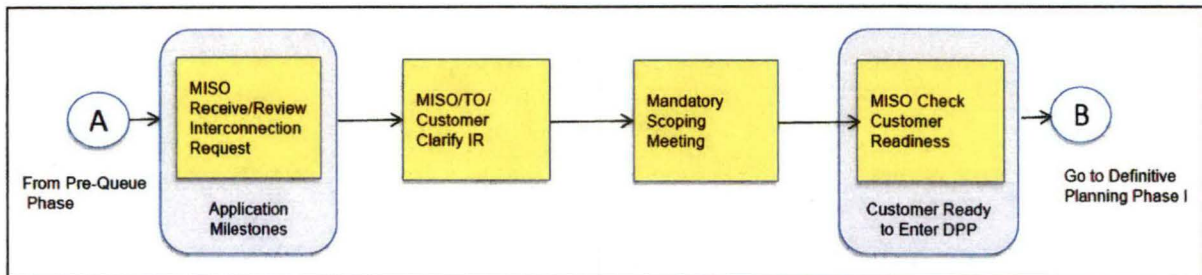 A
From Pre-Queue
Phase
MISO
Receive/Review
Interconnection
Request
Application
Milestones
MISO/TO/
Customer
Clarify IR
Mandatory
Scoping
Meeting
MISO Check
Customer
Readiness
Customer Ready
to Enter DPP
B
Go to Definitive
Planning Phase I